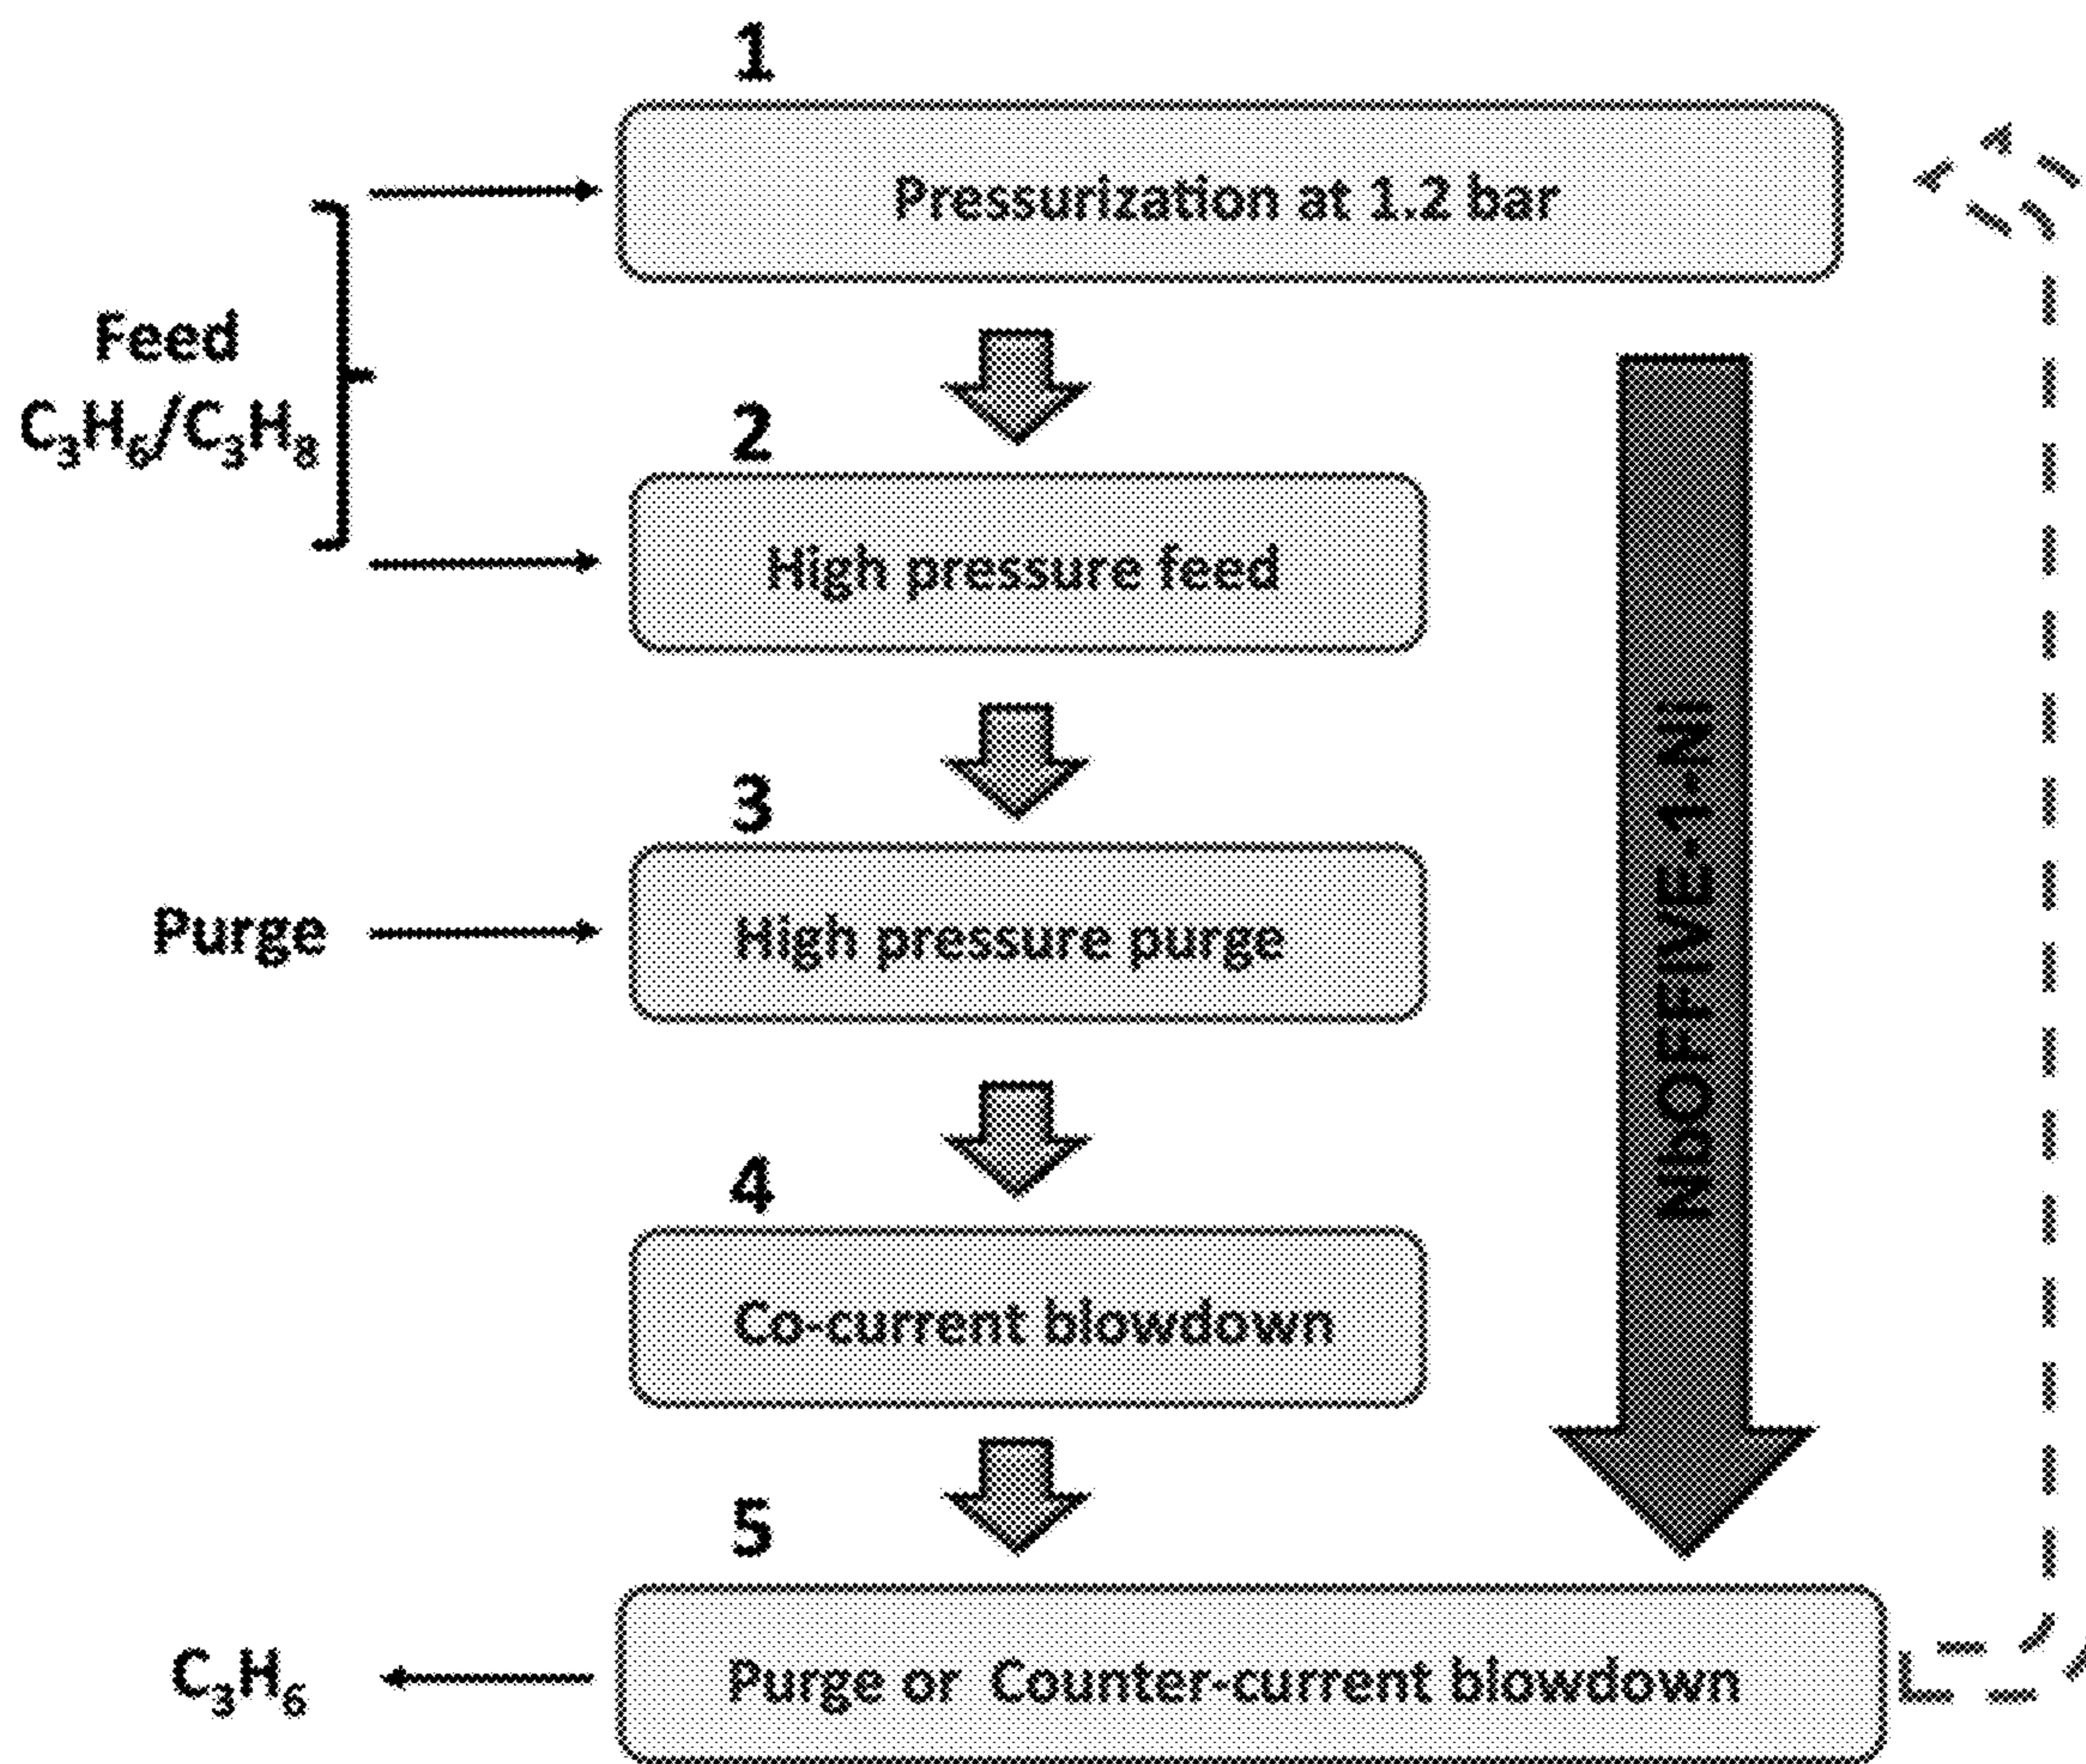 1
Pressurization at 1.2 bar
Feed
C₃H₆/C₃H₈
2
High pressure feed
3
Purge
High pressure purge
NbOFFIVE-1-Ni
4
Co-current blowdown
5
C₃H₆
Purge or Counter-current blowdown